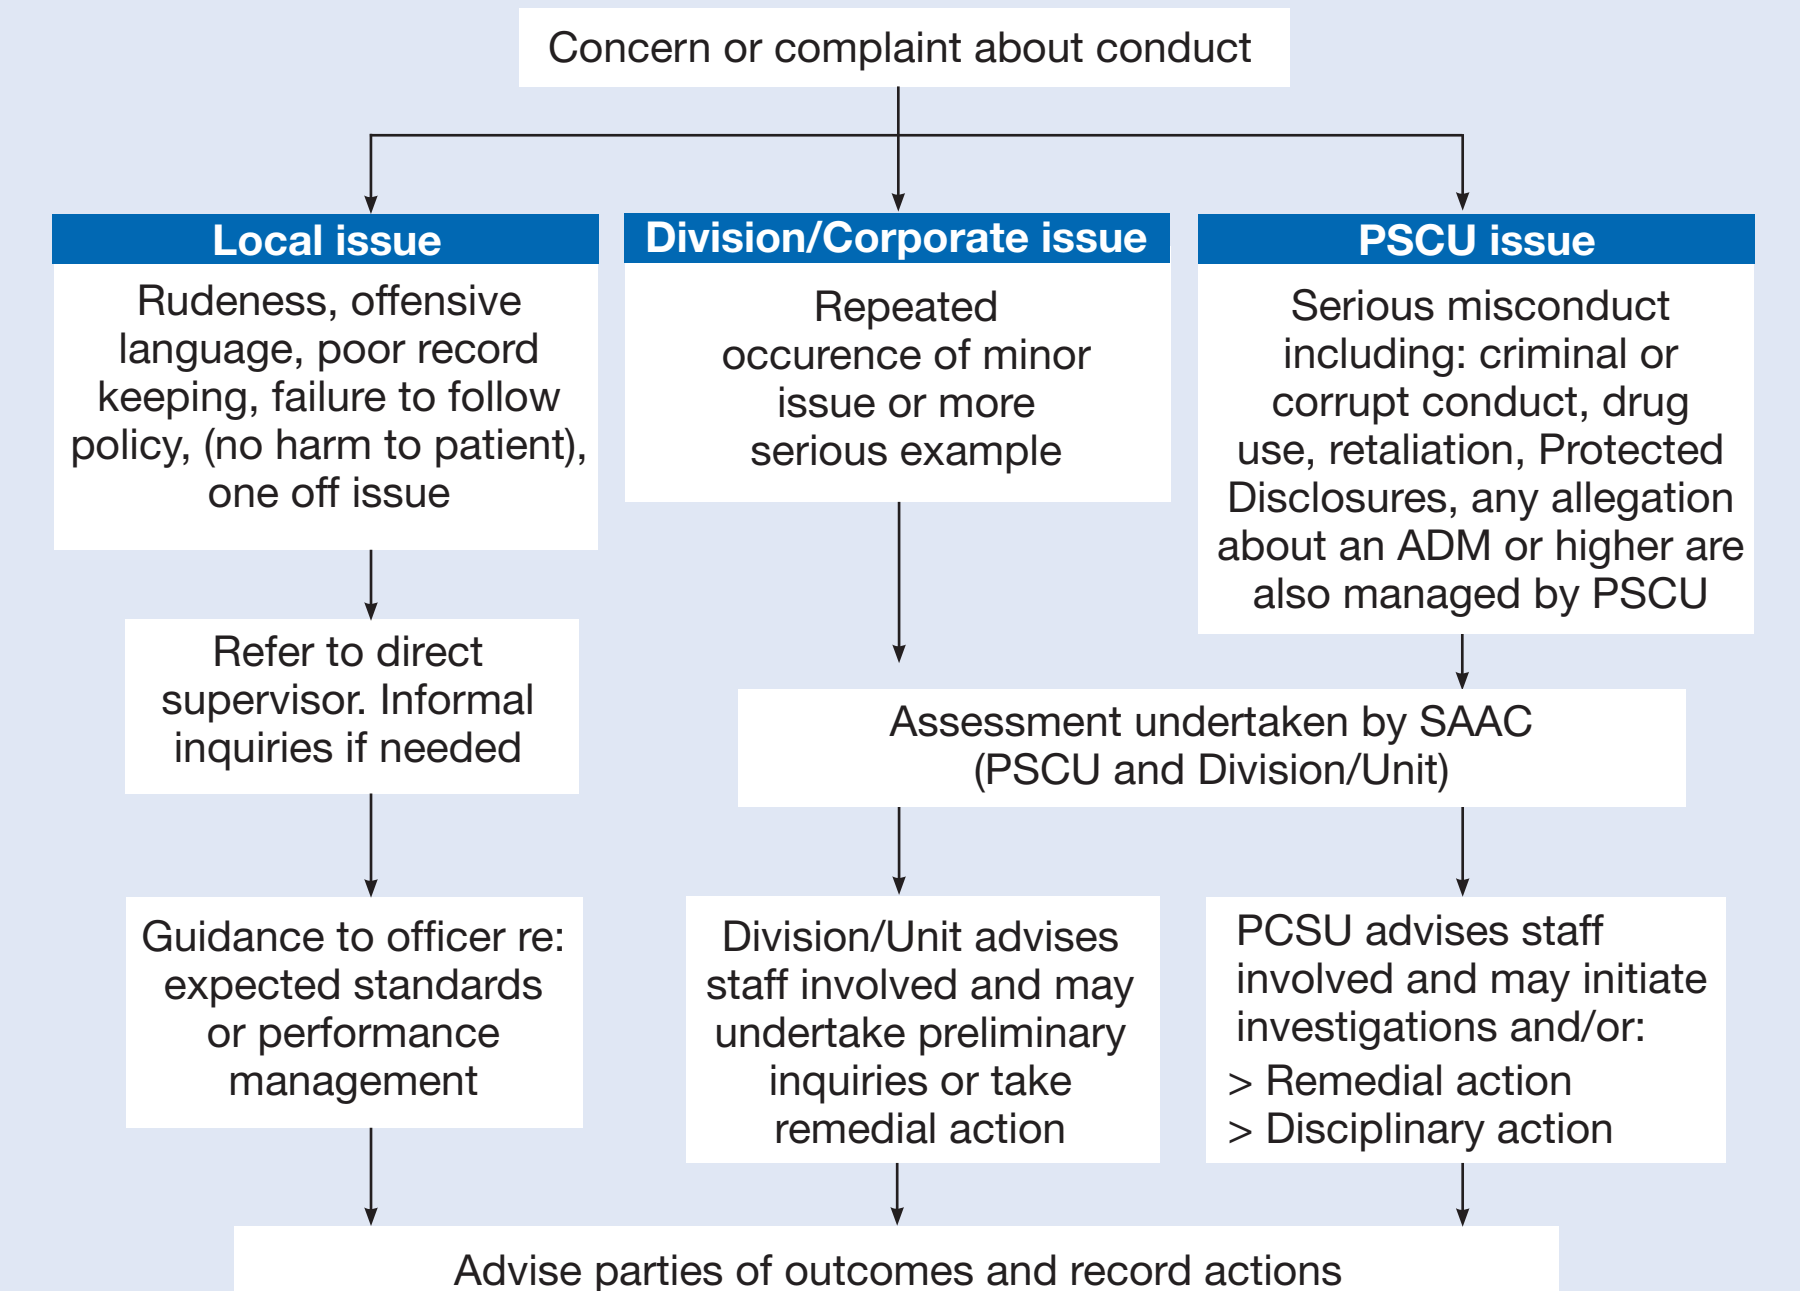 Concern or complaint about conduct
Local issue
Rudeness, offensive
language, poor record
keeping, failure to follow
policy, (no harm to patient),
one off issue
Refer to direct
supervisor. Informal
inquiries if needed
Guidance to officer re:
expected standards
or performance
management
Division/Corporate issue
Repeated
occurence of minor
issue or more
serious example
PSCU issue
Serious misconduct
including: criminal or
corrupt conduct, drug
use, retaliation, Protected
Disclosures, any allegation
about an ADM or higher are
also managed by PSCU
Assessment undertaken by SAAC
(PSCU and Division/Unit)
Division/Unit advises
staff involved and may
undertake preliminary
inquiries or take
remedial action
PCSU advises staff
involved and may initiate
investigations and/or:
> Remedial action
> Disciplinary action
Advise parties of outcomes and record actions